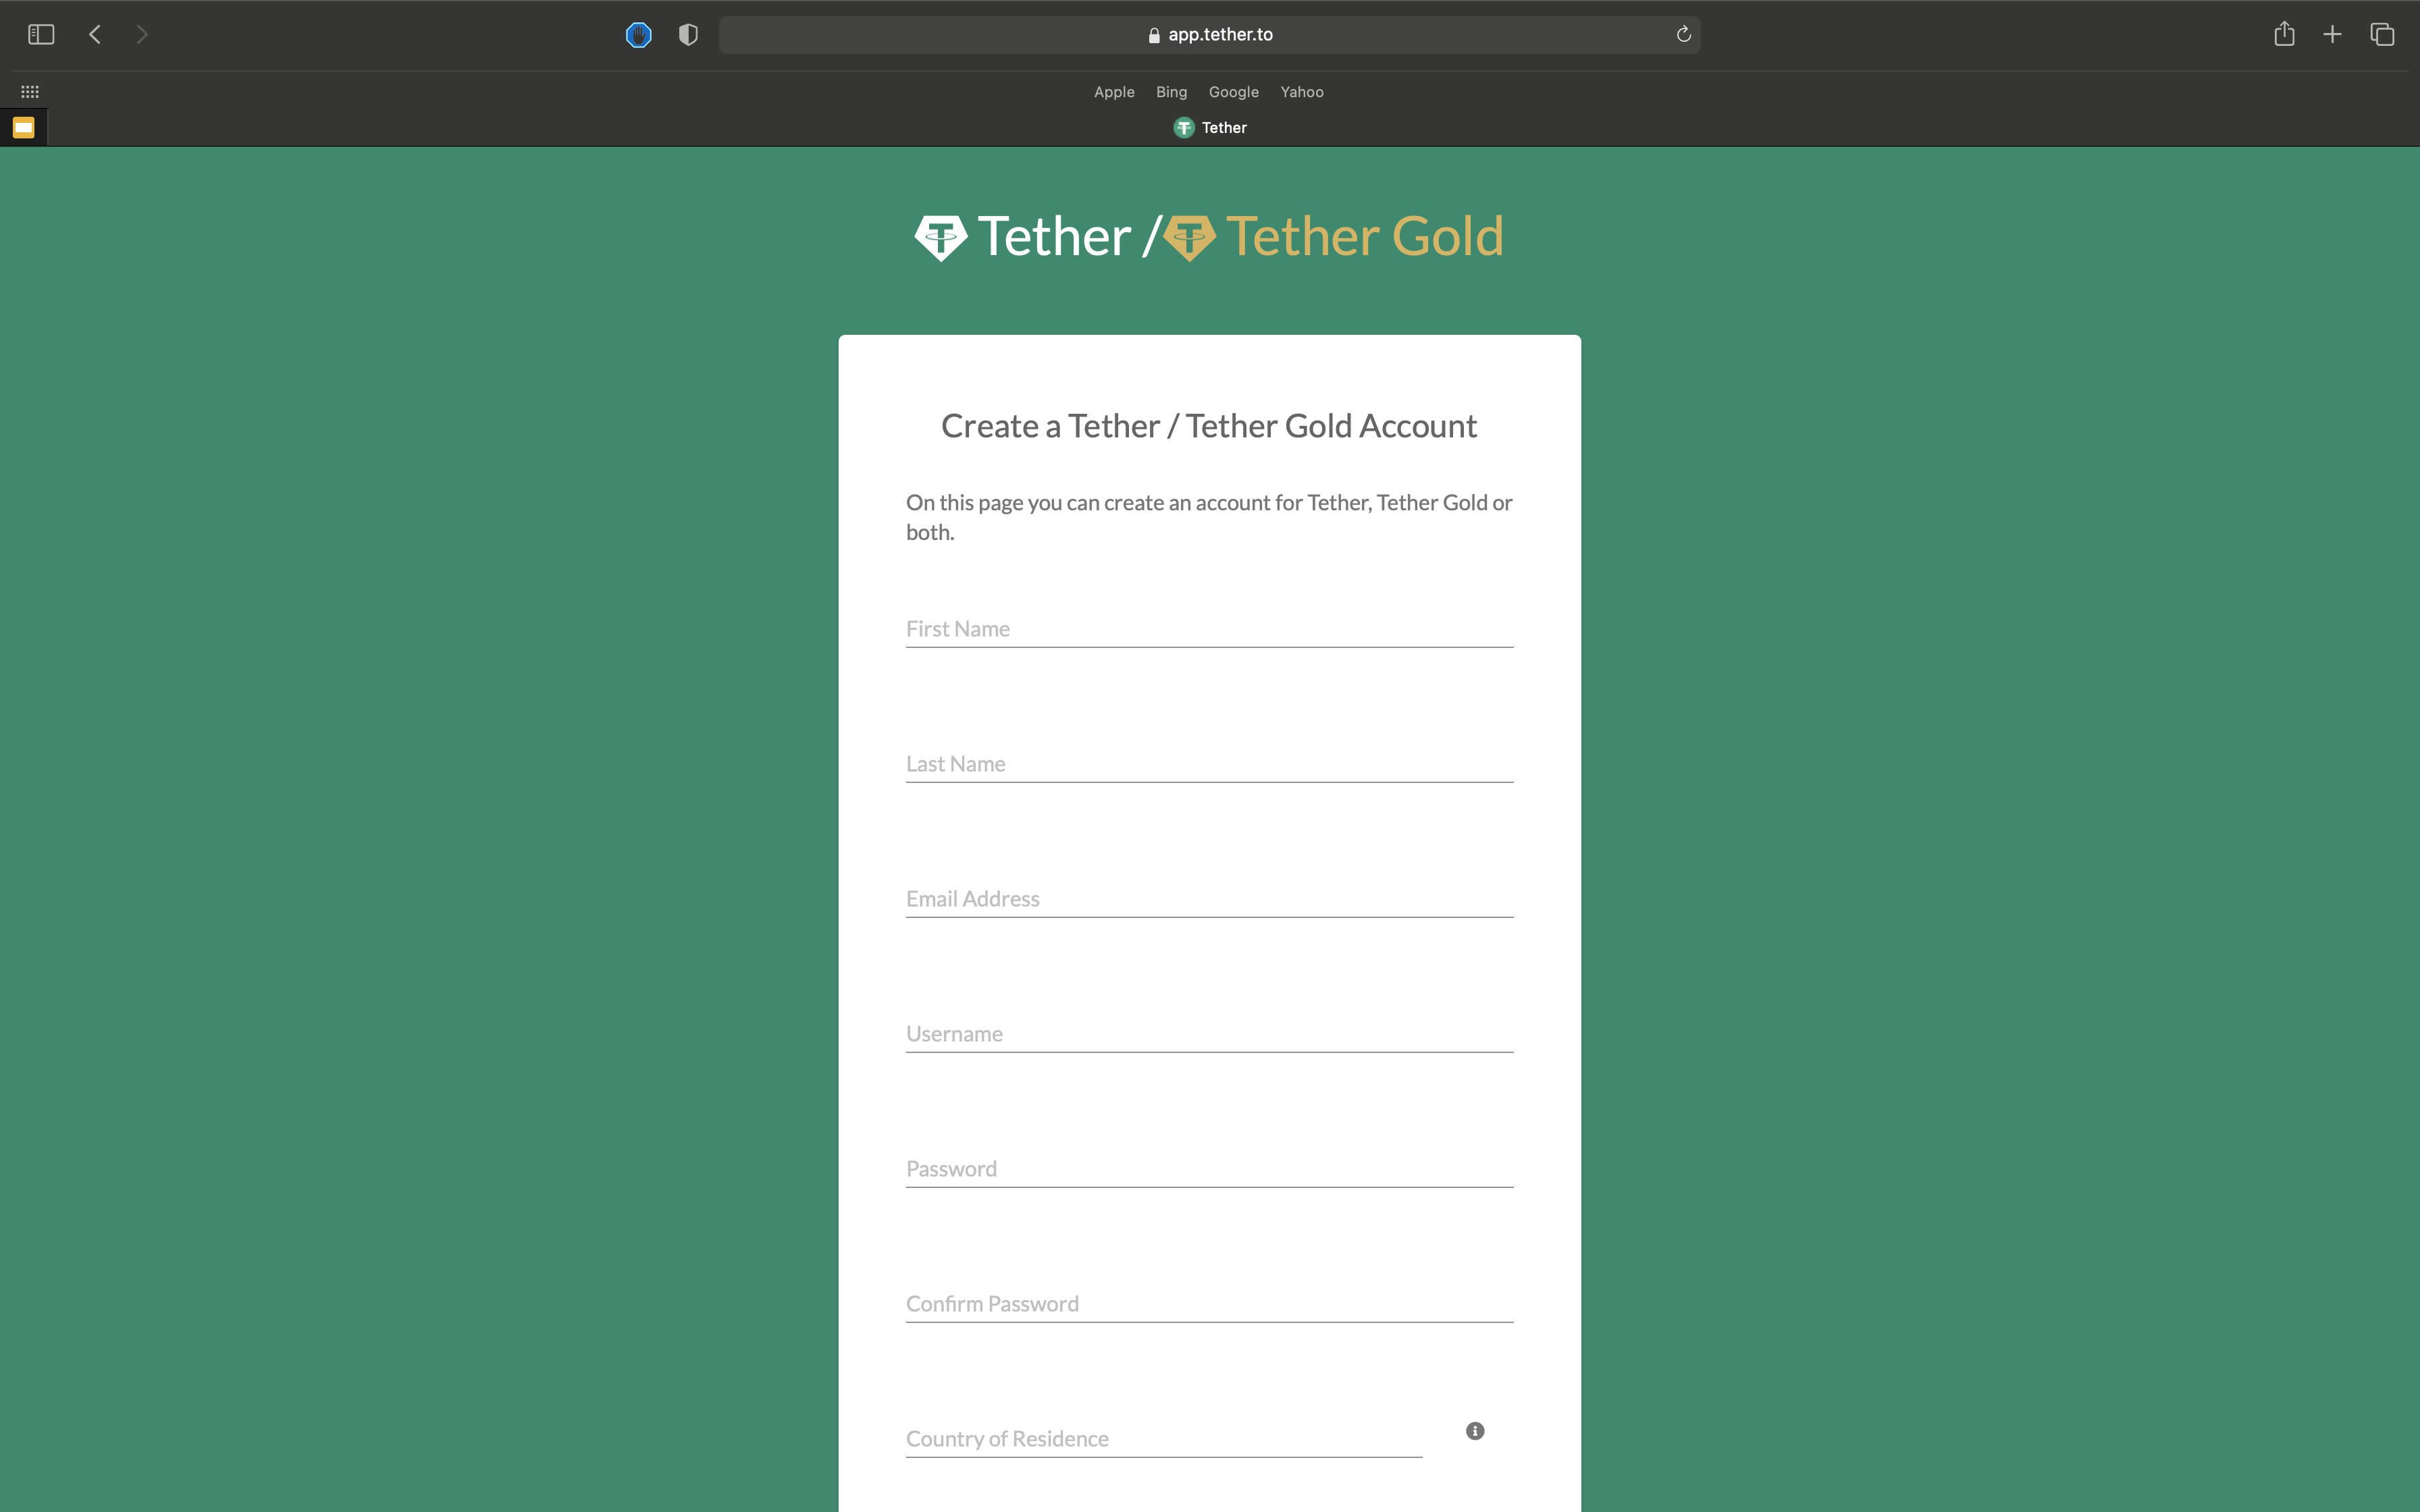 app.tether.to
Apple Bing Google Yahoo
Tether
Tether / Tether Gold
Create a Tether / Tether Gold Account
On this page you can create an account for Tether, Tether Gold or
both.
First Name
Last Name
Email Address
Username
Password
Confirm Password
Country of Residence